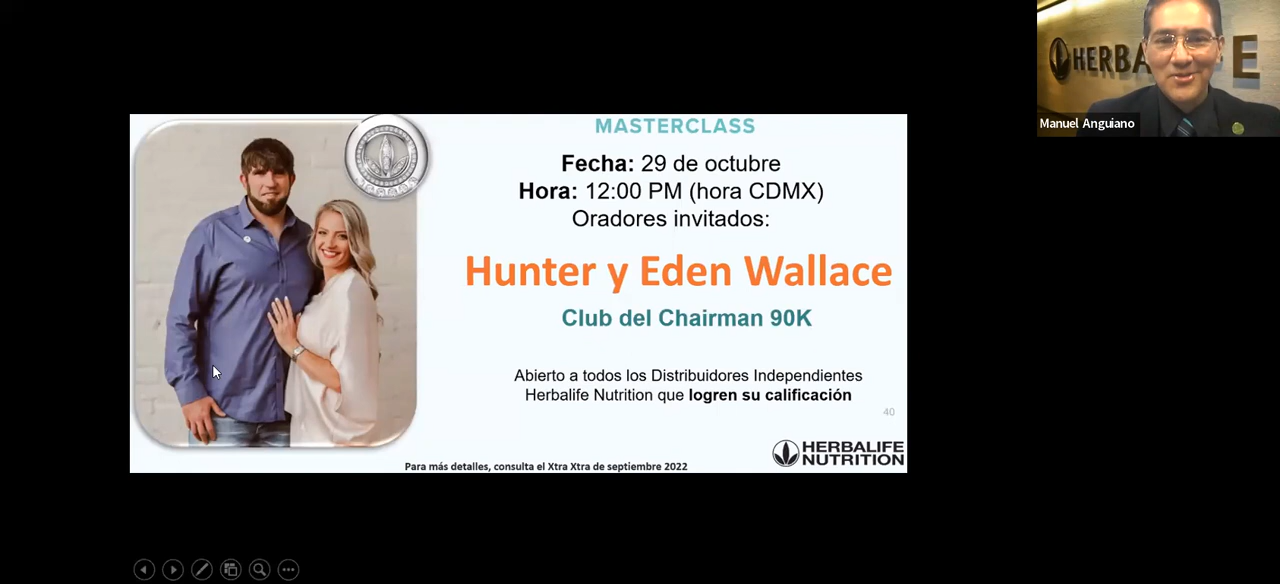 MASTERCLASS
Fecha: 29 de octubre
Hora: 12:00 PM (hora CDMX)
Oradores invitados:
Hunter y Eden Wallace
Club del Chairman 90K
Abierto a todos los Distribuidores Independientes
Herbalife Nutrition que logren su calificación
40
HERBALIFE
NUTRITION
Para más detalles, consulta el Xtra Xtra de septiembre 2022
HERBA E
Manuel Anguiano